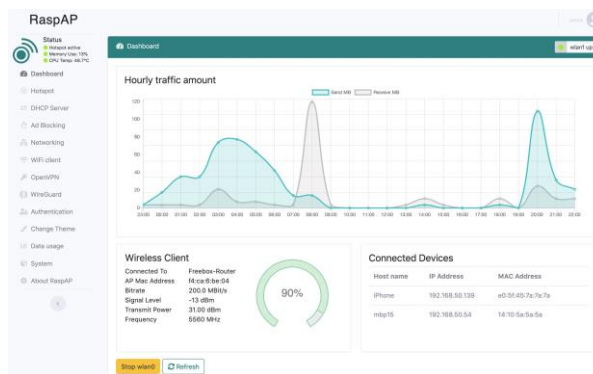 RaspAP
Status
Hotspot active
Memory Use: 13%
CPU Temp: 46.7°C
Dashboard
wlan1 up
Dashboard
Hotspot
DHCP Server
Ad Blocking
Networking
WiFi client
OpenVPN
WireGuard
Authentication
Change Theme
Data usage
System
About RaspAP
Hourly traffic amount
Send MB
Receive MB
120
100
80
60
40
20
0
23:00 00:00 01:00 02:00 03:00 04:00 05:00 06:00 07:00 08:00 09:00 10:00 11:00 12:00 13:00 14:00 15:00 16:00 17:00 18:00 19:00 20:00 21:00 22:00
Wireless Client
Connected To Freebox-Router
AP Mac Address f4:ca:6:be:04
Bitrate 200.0 MBit/s
Signal Level -13 dBm
Transmit Power 31.00 dBm
Frequency 5560 MHz
90%
Connected Devices
Host name IP Address MAC Address
iPhone 192.168.50.139 e0:5f:45:7a:7a:7a
mbp15 192.168.50.54 14:10:5a:5a:5a
Stop wlan0
Refresh